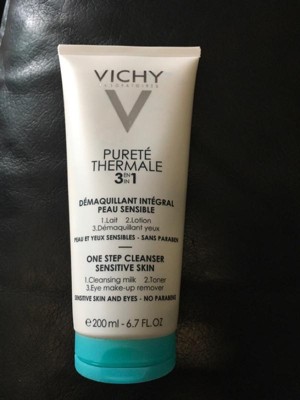 VICHY
LABORATOIRES
PURETÉ
THERMALE
3 EN IN 1
DÉMAQUILLANT INTÉGRAL
PEAU SENSIBLE
1.Lait 2.Lotion
3.Démaquillant yeux
PEAU ET YEUX SENSIBLES - SANS PARABEN
ONE STEP CLEANSER
SENSITIVE SKIN
1.Cleansing milk 2.Toner
3.Eye make-up remover
SENSITIVE SKIN AND EYES - NO PARABENS
℮ 200 ml - 6.7 FL.OZ